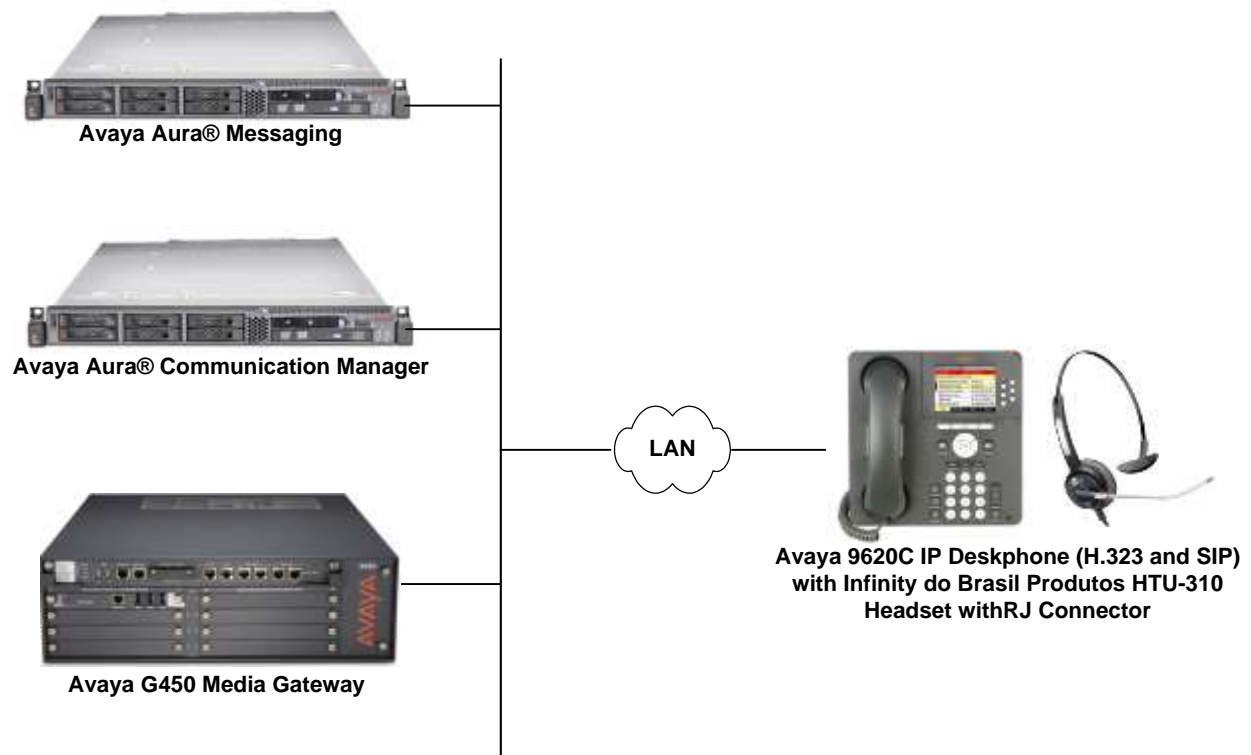 Avaya Aura® Messaging
Avaya Aura® Communication Manager
LAN
AVAYA
Avaya G450 Media Gateway
Avaya 9620C IP Deskphone (H.323 and SIP)
with Infinity do Brasil Produtos HTU-310
Headset withRJ Connector